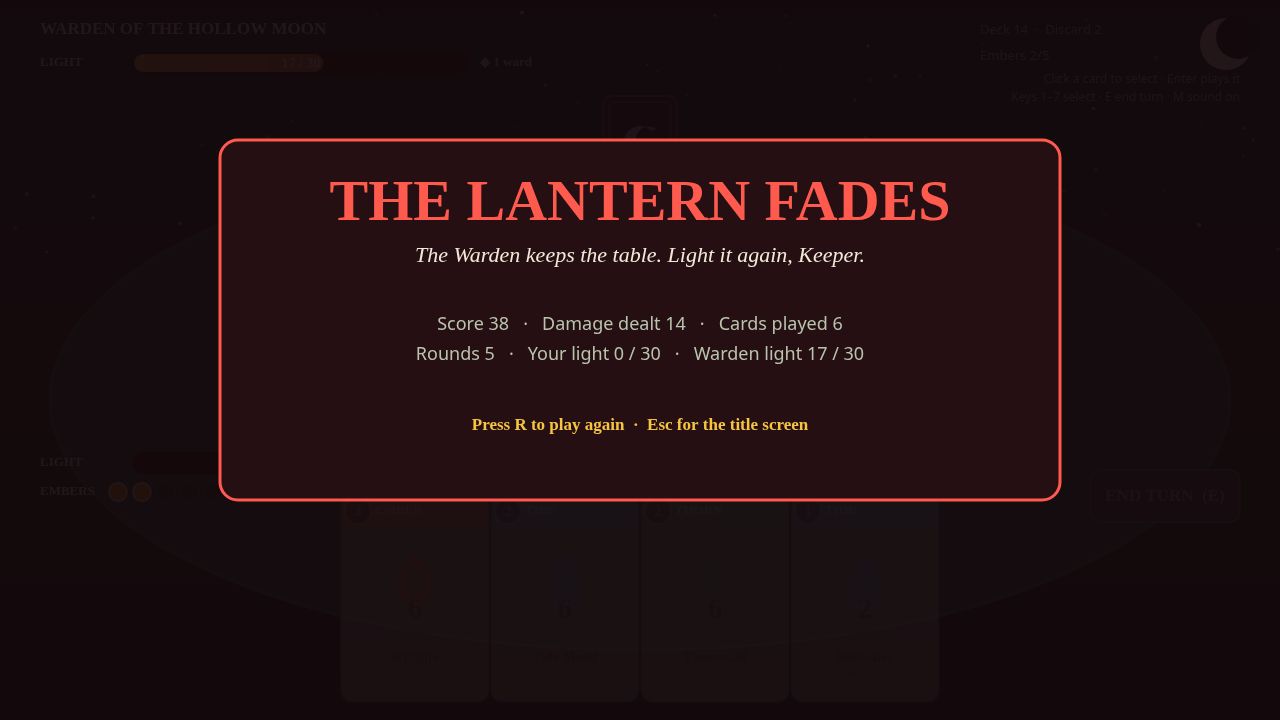 WARDEN OF THE HOLLOW MOON
LIGHT 17 / 30 ◆ 1 ward
Deck 14 · Discard 2
Embers 2/5
Click a card to select · Enter plays it
Keys 1–7 select · E end turn · M sound on
THE LANTERN FADES
The Warden keeps the table. Light it again, Keeper.
Score 38 · Damage dealt 14 · Cards played 6
Rounds 5 · Your light 0 / 30 · Warden light 17 / 30
Press R to play again · Esc for the title screen
LIGHT
EMBERS
END TURN (E)
6 6 6 2